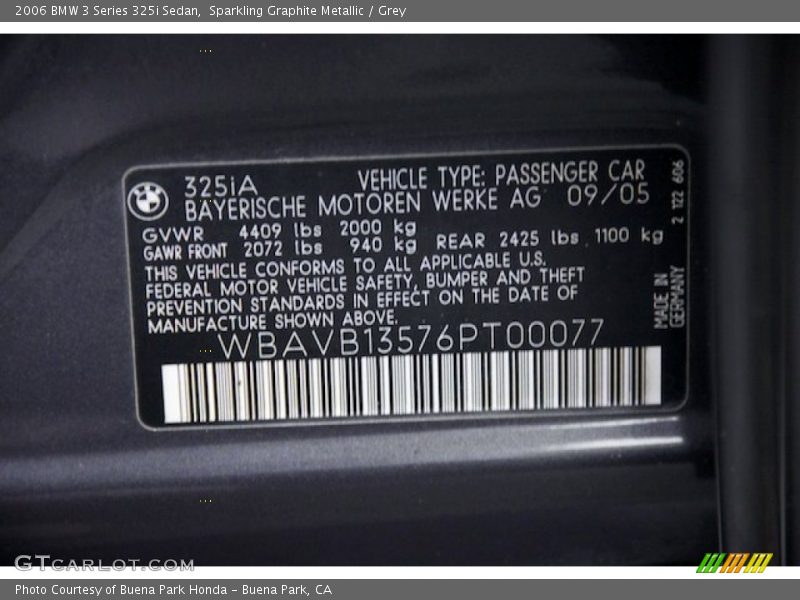 2006 BMW 3 Series 325i Sedan,  Sparkling Graphite Metallic / Grey
325iA VEHICLE TYPE: PASSENGER CAR
BAYERISCHE MOTOREN WERKE AG 09/05
GVWR 4409 lbs 2000 kg
GAWR FRONT 2072 lbs 940 kg REAR 2425 lbs 1100 kg
THIS VEHICLE CONFORMS TO ALL APPLICABLE U.S.
FEDERAL MOTOR VEHICLE SAFETY, BUMPER AND THEFT
PREVENTION STANDARDS IN EFFECT ON THE DATE OF
MANUFACTURE SHOWN ABOVE.
WBAVB13576PT00077
2 122 606
MADE IN
GERMANY
GTCARLOT.COM
Photo Courtesy of Buena Park Honda - Buena Park, CA